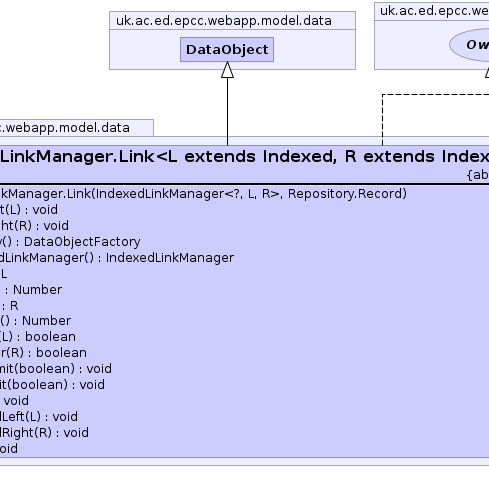 uk.ac.ed.epcc.webapp.model.data
uk.ac.ed.epcc.we
DataObject
Ow
c.webapp.model.data
LinkManager.Link<L extends Indexed, R extends Index
{ab
kManager.Link(IndexedLinkManager<?, L, R>, Repository.Record)
t(L) : void
ht(R) : void
y() : DataObjectFactory
dLinkManager() : IndexedLinkManager
L
) : Number
: R
() : Number
(L) : boolean
r(R) : boolean
mit(boolean) : void
it(boolean) : void
void
dLeft(L) : void
dRight(R) : void
oid